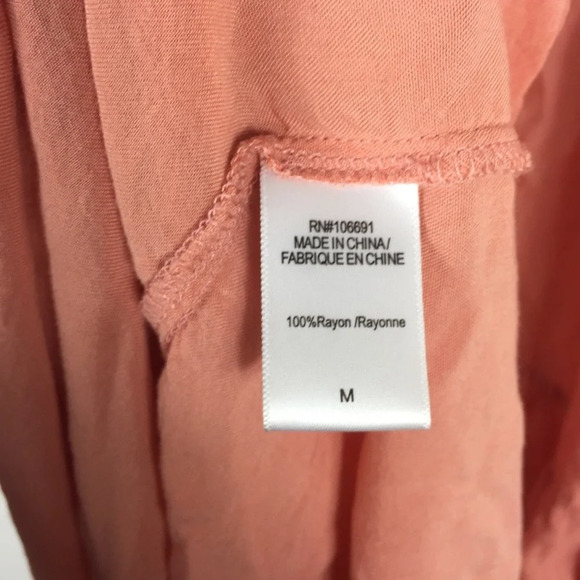 RN#106691
MADE IN CHINA/
FABRIQUE EN CHINE
100%Rayon /Rayonne
M